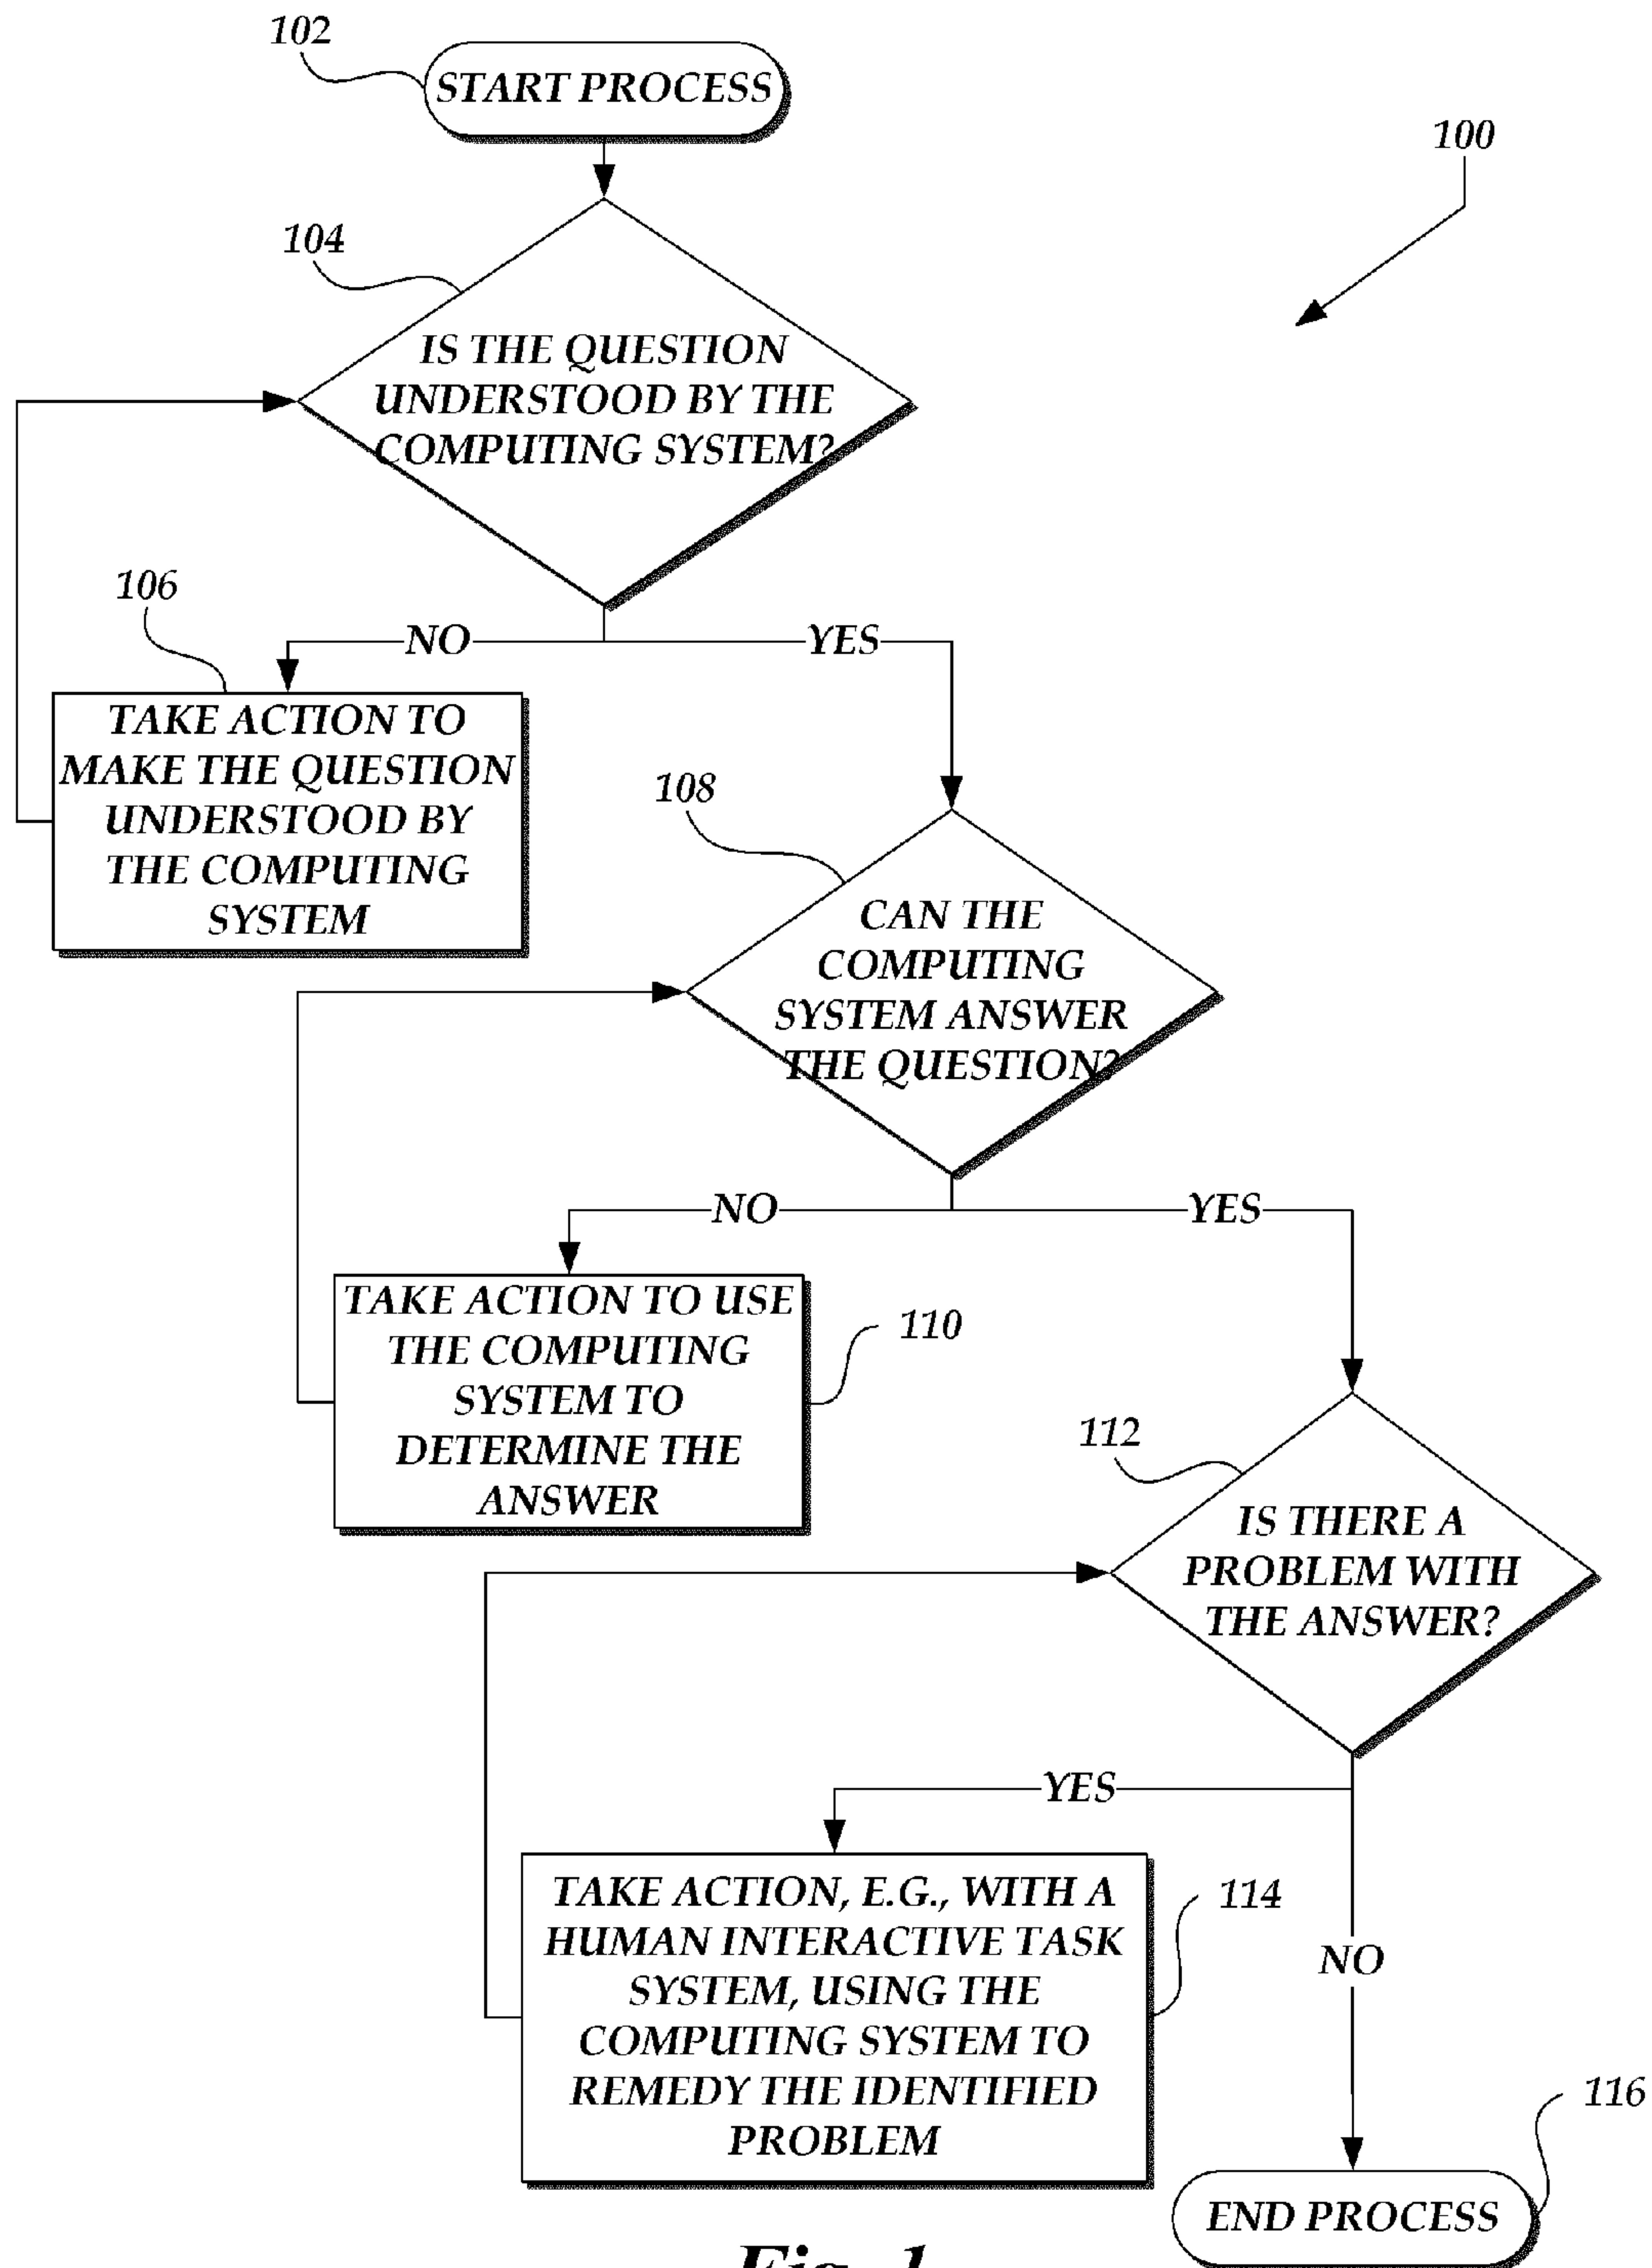 102
START PROCESS
100
104
IS THE QUESTION
UNDERSTOOD BY THE
COMPUTING SYSTEM?
106
NO
YES
TAKE ACTION TO
MAKE THE QUESTION
UNDERSTOOD BY
THE COMPUTING
SYSTEM
108
CAN THE
COMPUTING
SYSTEM ANSWER
THE QUESTION?
NO
YES
TAKE ACTION TO USE
THE COMPUTING
SYSTEM TO
DETERMINE THE
ANSWER
110
112
IS THERE A
PROBLEM WITH
THE ANSWER?
YES
TAKE ACTION, E.G., WITH A
HUMAN INTERACTIVE TASK
SYSTEM, USING THE
COMPUTING SYSTEM TO
REMEDY THE IDENTIFIED
PROBLEM
114
NO
116
END PROCESS
Fig. 1